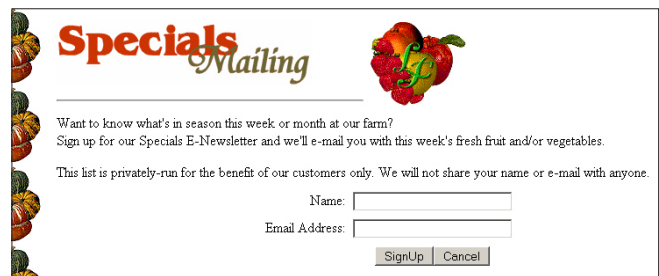 Specials
Mailing
LF
Want to know what's in season this week or month at our farm?
Sign up for our Specials E-Newsletter and we'll e-mail you with this week's fresh fruit and/or vegetables.
This list is privately-run for the benefit of our customers only. We will not share your name or e-mail with anyone.
Name:
Email Address:
SignUp Cancel